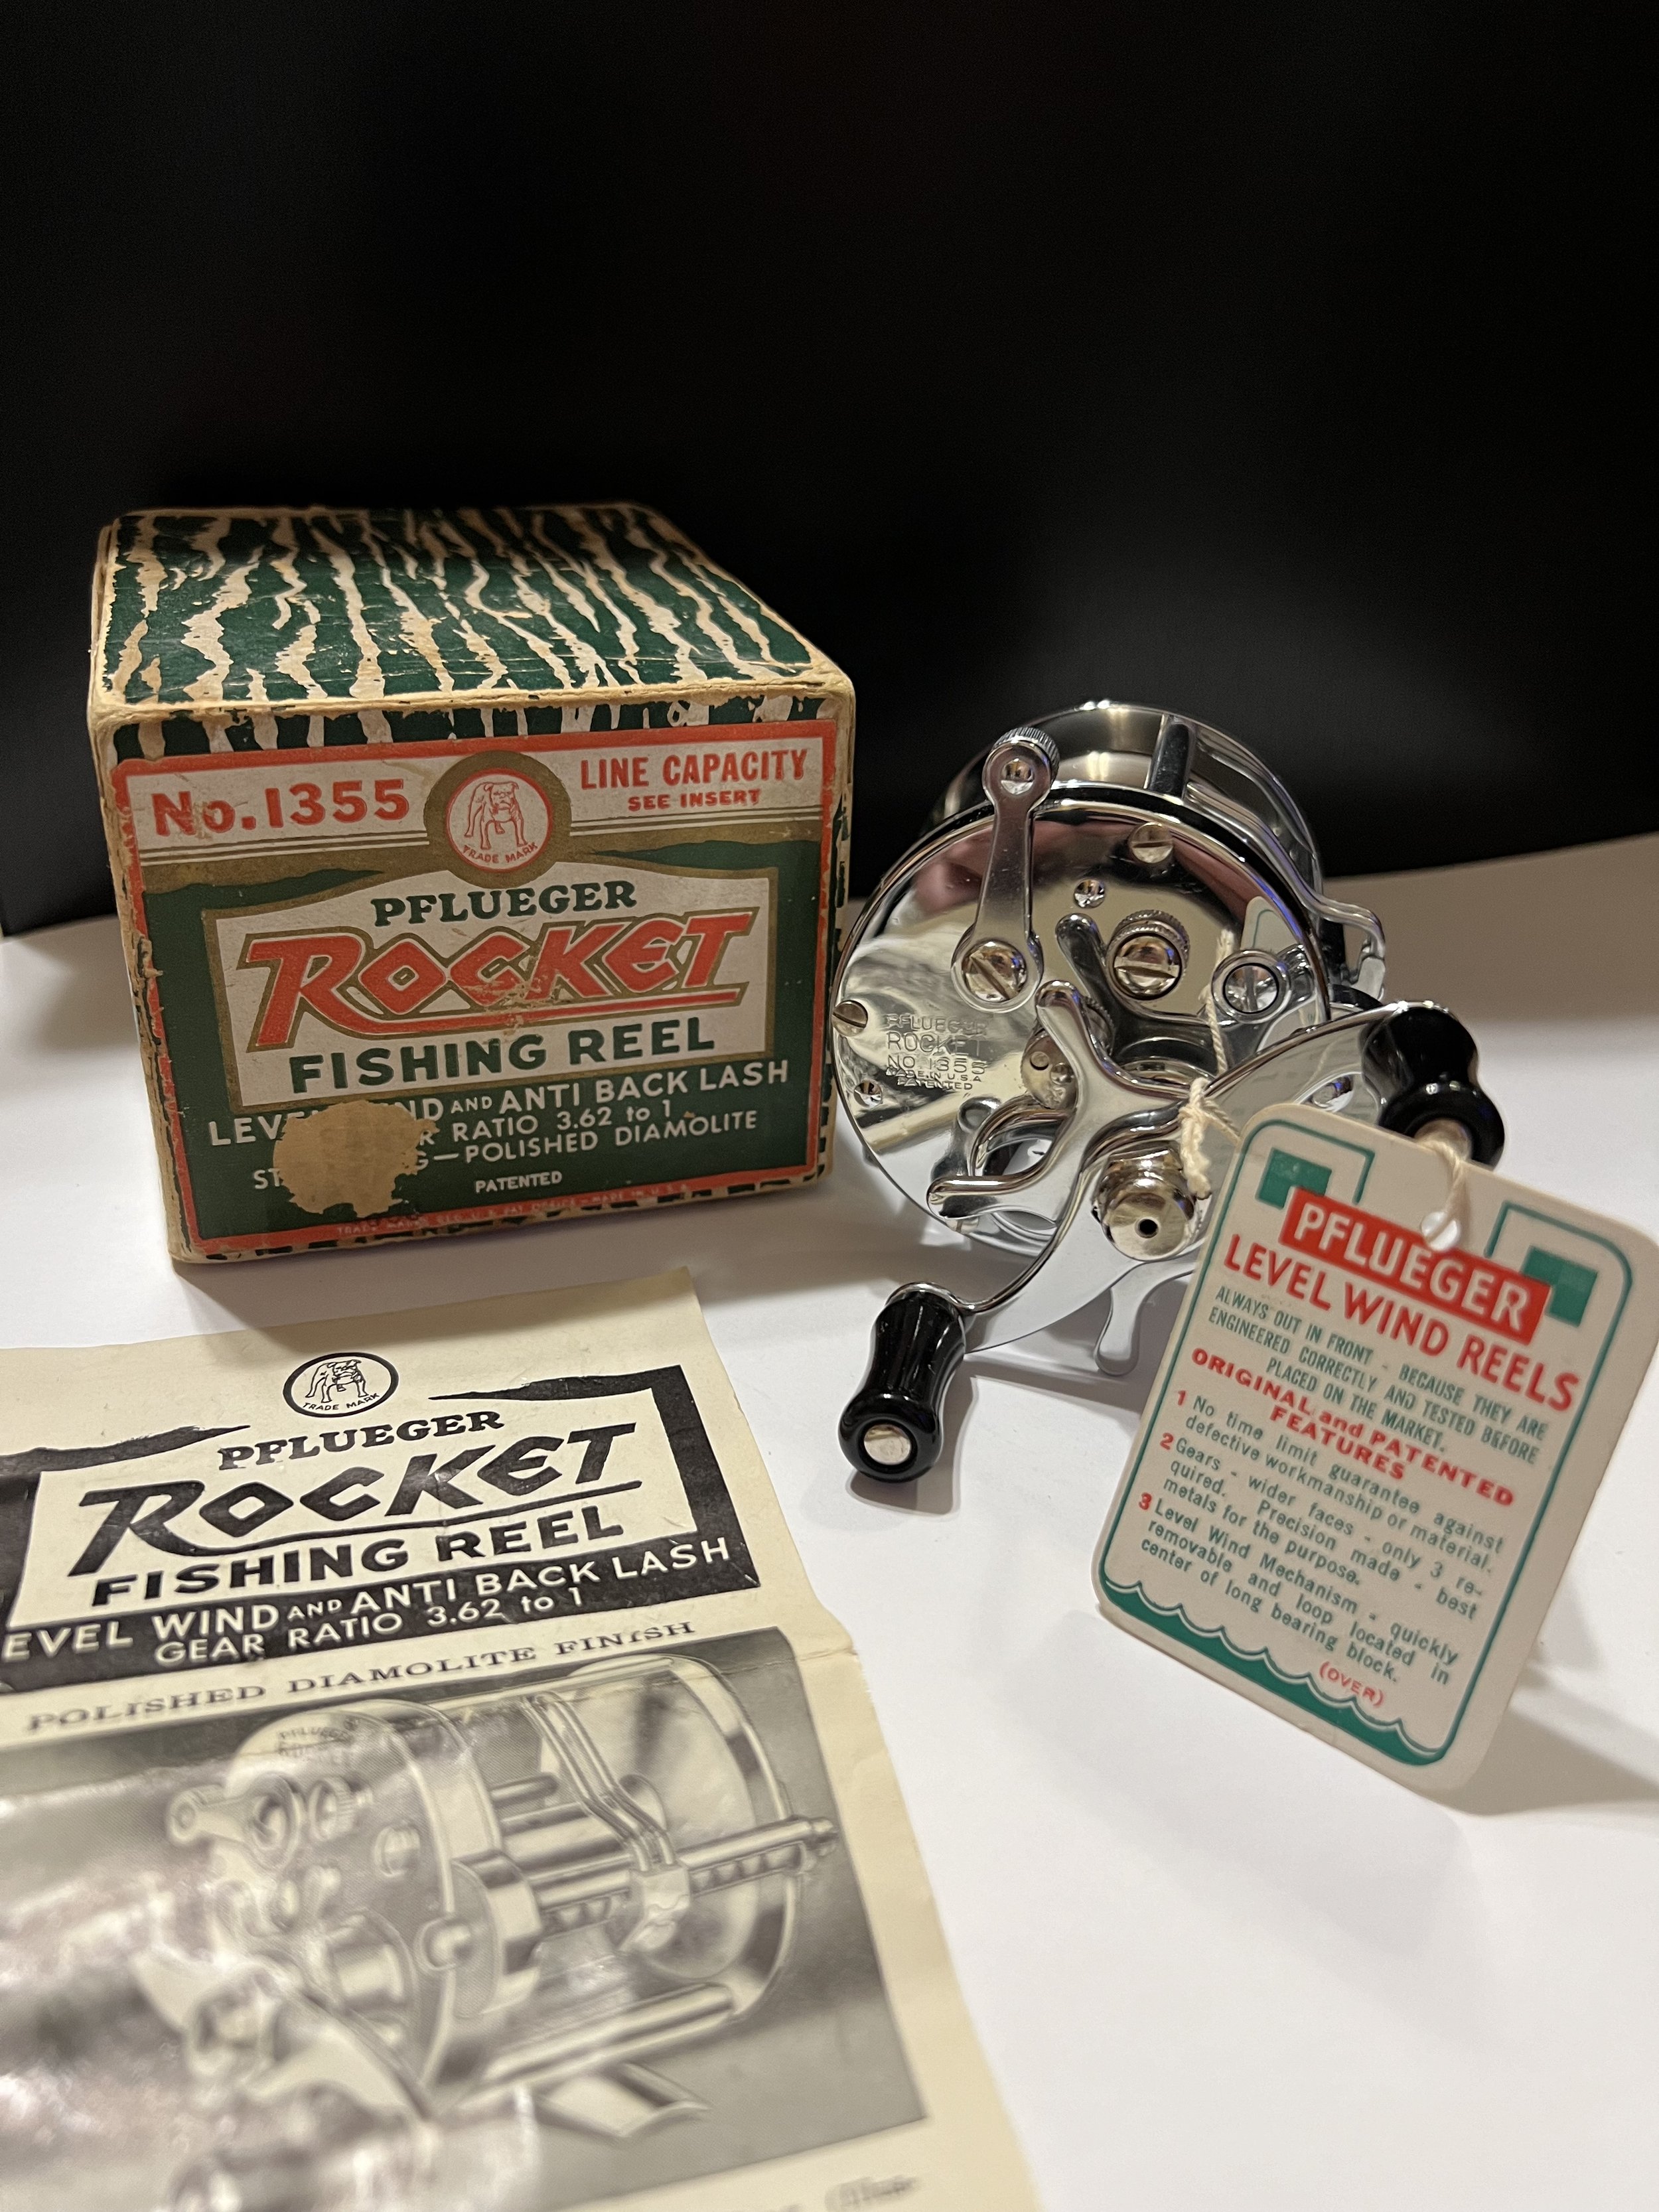 No.1355
TRADE MARK
LINE CAPACITY
SEE INSERT
PFLUEGER
ROCKET
FISHING REEL
AND ANTI BACK LASH
RATIO 3.62 to 1
POLISHED DIAMOLITE
PATENTED
MADE IN U.S.A.
PFLUEGER
ROCKET
NO. 1355
MADE IN U.S.A.
PATENTED
PFLUEGER
LEVEL WIND REELS
ALWAYS OUT IN FRONT - BECAUSE THEY ARE
ENGINEERED CORRECTLY AND TESTED BEFORE
PLACED ON THE MARKET.
ORIGINAL and PATENTED
FEATURES
1 No time limit guarantee against
defective workmanship or material.
2 Gears - wider faces - only 3 re-
quired. Precision made - best
metals for the purpose.
3 Level Wind Mechanism - quickly
removable and loop located in
center of long bearing block.
(OVER)
TRADE MARK
PFLUEGER
ROCKET
FISHING REEL
EVEL WIND AND ANTI BACK LASH
GEAR RATIO 3.62 to 1
POLISHED DIAMOLITE FINISH
PFLUEGER